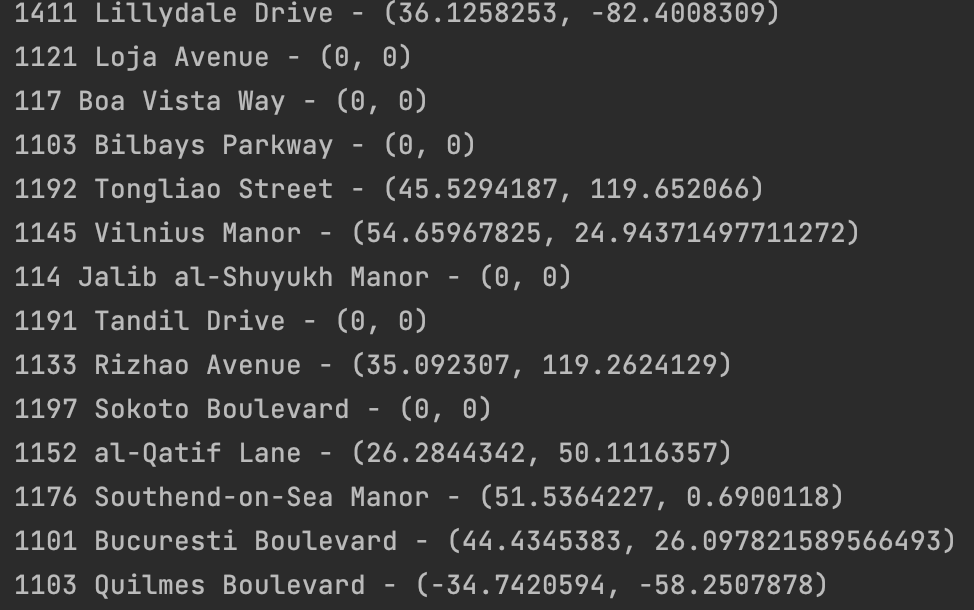 1411 Lillydale Drive - (36.1258253, -82.4008309)
1121 Loja Avenue - (0, 0)
117 Boa Vista Way - (0, 0)
1103 Bilbays Parkway - (0, 0)
1192 Tongliao Street - (45.5294187, 119.652066)
1145 Vilnius Manor - (54.65967825, 24.94371497711272)
114 Jalib al-Shuyukh Manor - (0, 0)
1191 Tandil Drive - (0, 0)
1133 Rizhao Avenue - (35.092307, 119.2624129)
1197 Sokoto Boulevard - (0, 0)
1152 al-Qatif Lane - (26.2844342, 50.1116357)
1176 Southend-on-Sea Manor - (51.5364227, 0.6900118)
1101 Bucuresti Boulevard - (44.4345383, 26.097821589566493)
1103 Quilmes Boulevard - (-34.7420594, -58.2507878)